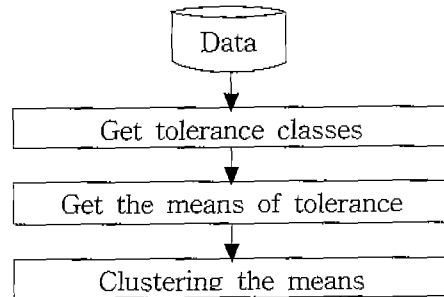 Data
Get tolerance classes
Get the means of tolerance
Clustering the means